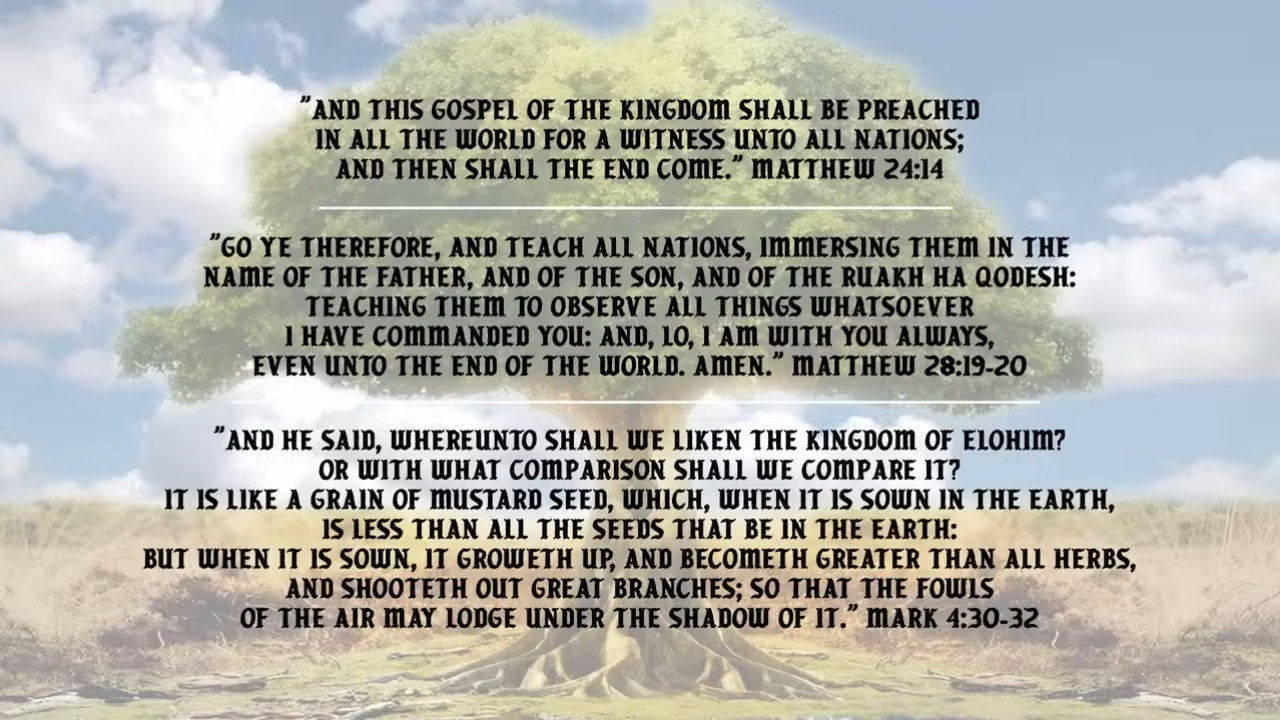 "AND THIS GOSPEL OF THE KINGDOM SHALL BE PREACHED
IN ALL THE WORLD FOR A WITNESS UNTO ALL NATIONS;
AND THEN SHALL THE END COME." MATTHEW 24:14
"GO YE THEREFORE, AND TEACH ALL NATIONS, IMMERSING THEM IN THE
NAME OF THE FATHER, AND OF THE SON, AND OF THE RUAKH HA QODESH:
TEACHING THEM TO OBSERVE ALL THINGS WHATSOEVER
I HAVE COMMANDED YOU: AND, LO, I AM WITH YOU ALWAYS,
EVEN UNTO THE END OF THE WORLD. AMEN." MATTHEW 28:19-20
"AND HE SAID, WHEREUNTO SHALL WE LIKEN THE KINGDOM OF ELOHIM?
OR WITH WHAT COMPARISON SHALL WE COMPARE IT?
IT IS LIKE A GRAIN OF MUSTARD SEED, WHICH, WHEN IT IS SOWN IN THE EARTH,
IS LESS THAN ALL THE SEEDS THAT BE IN THE EARTH:
BUT WHEN IT IS SOWN, IT GROWETH UP, AND BECOMETH GREATER THAN ALL HERBS,
AND SHOOTETH OUT GREAT BRANCHES; SO THAT THE FOWLS
OF THE AIR MAY LODGE UNDER THE SHADOW OF IT." MARK 4:30-32